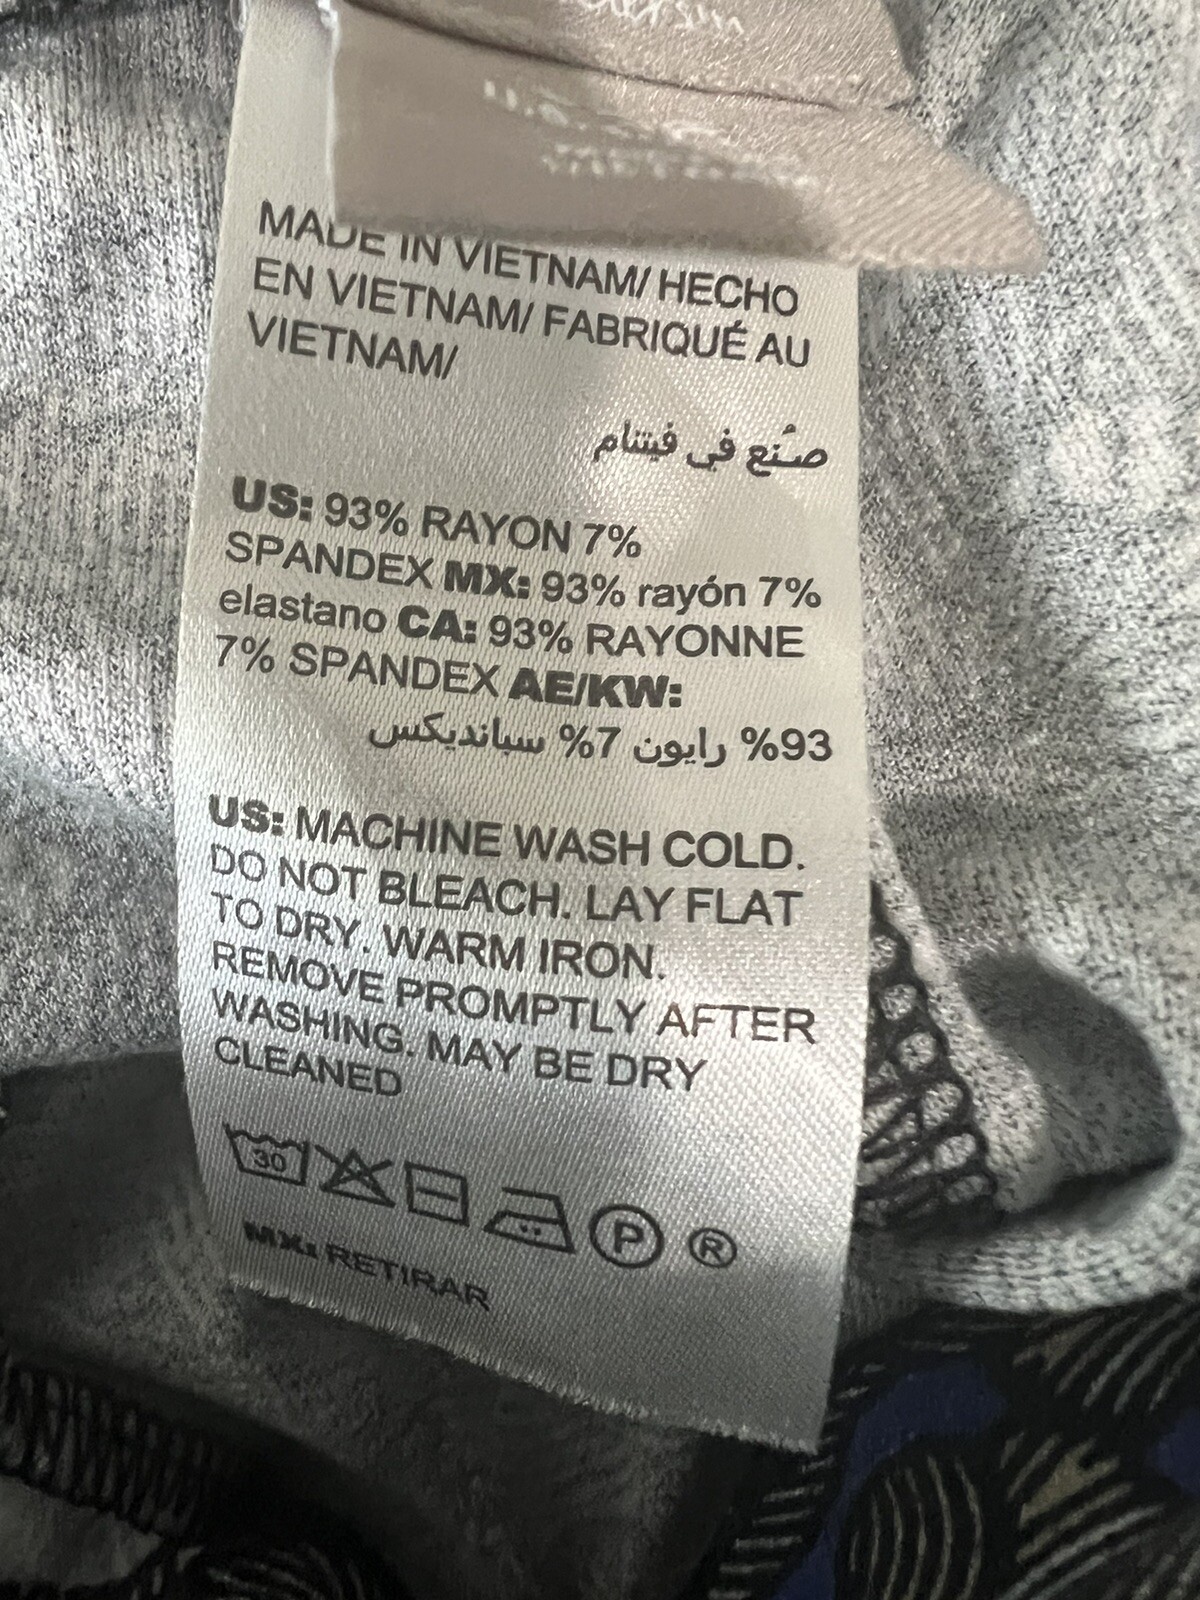 MADE IN VIETNAM/ HECHO
EN VIETNAM/ FABRIQUÉ AU
VIETNAM/
صُنع في فيتنام
US: 93% RAYON 7%
SPANDEX MX: 93% rayón 7%
elastano CA: 93% RAYONNE
7% SPANDEX AE/KW:
93% رايون 7% سبانديكس
US: MACHINE WASH COLD.
DO NOT BLEACH. LAY FLAT
TO DRY. WARM IRON.
REMOVE PROMPTLY AFTER
WASHING. MAY BE DRY
CLEANED
30 P ®
MX: RETIRAR